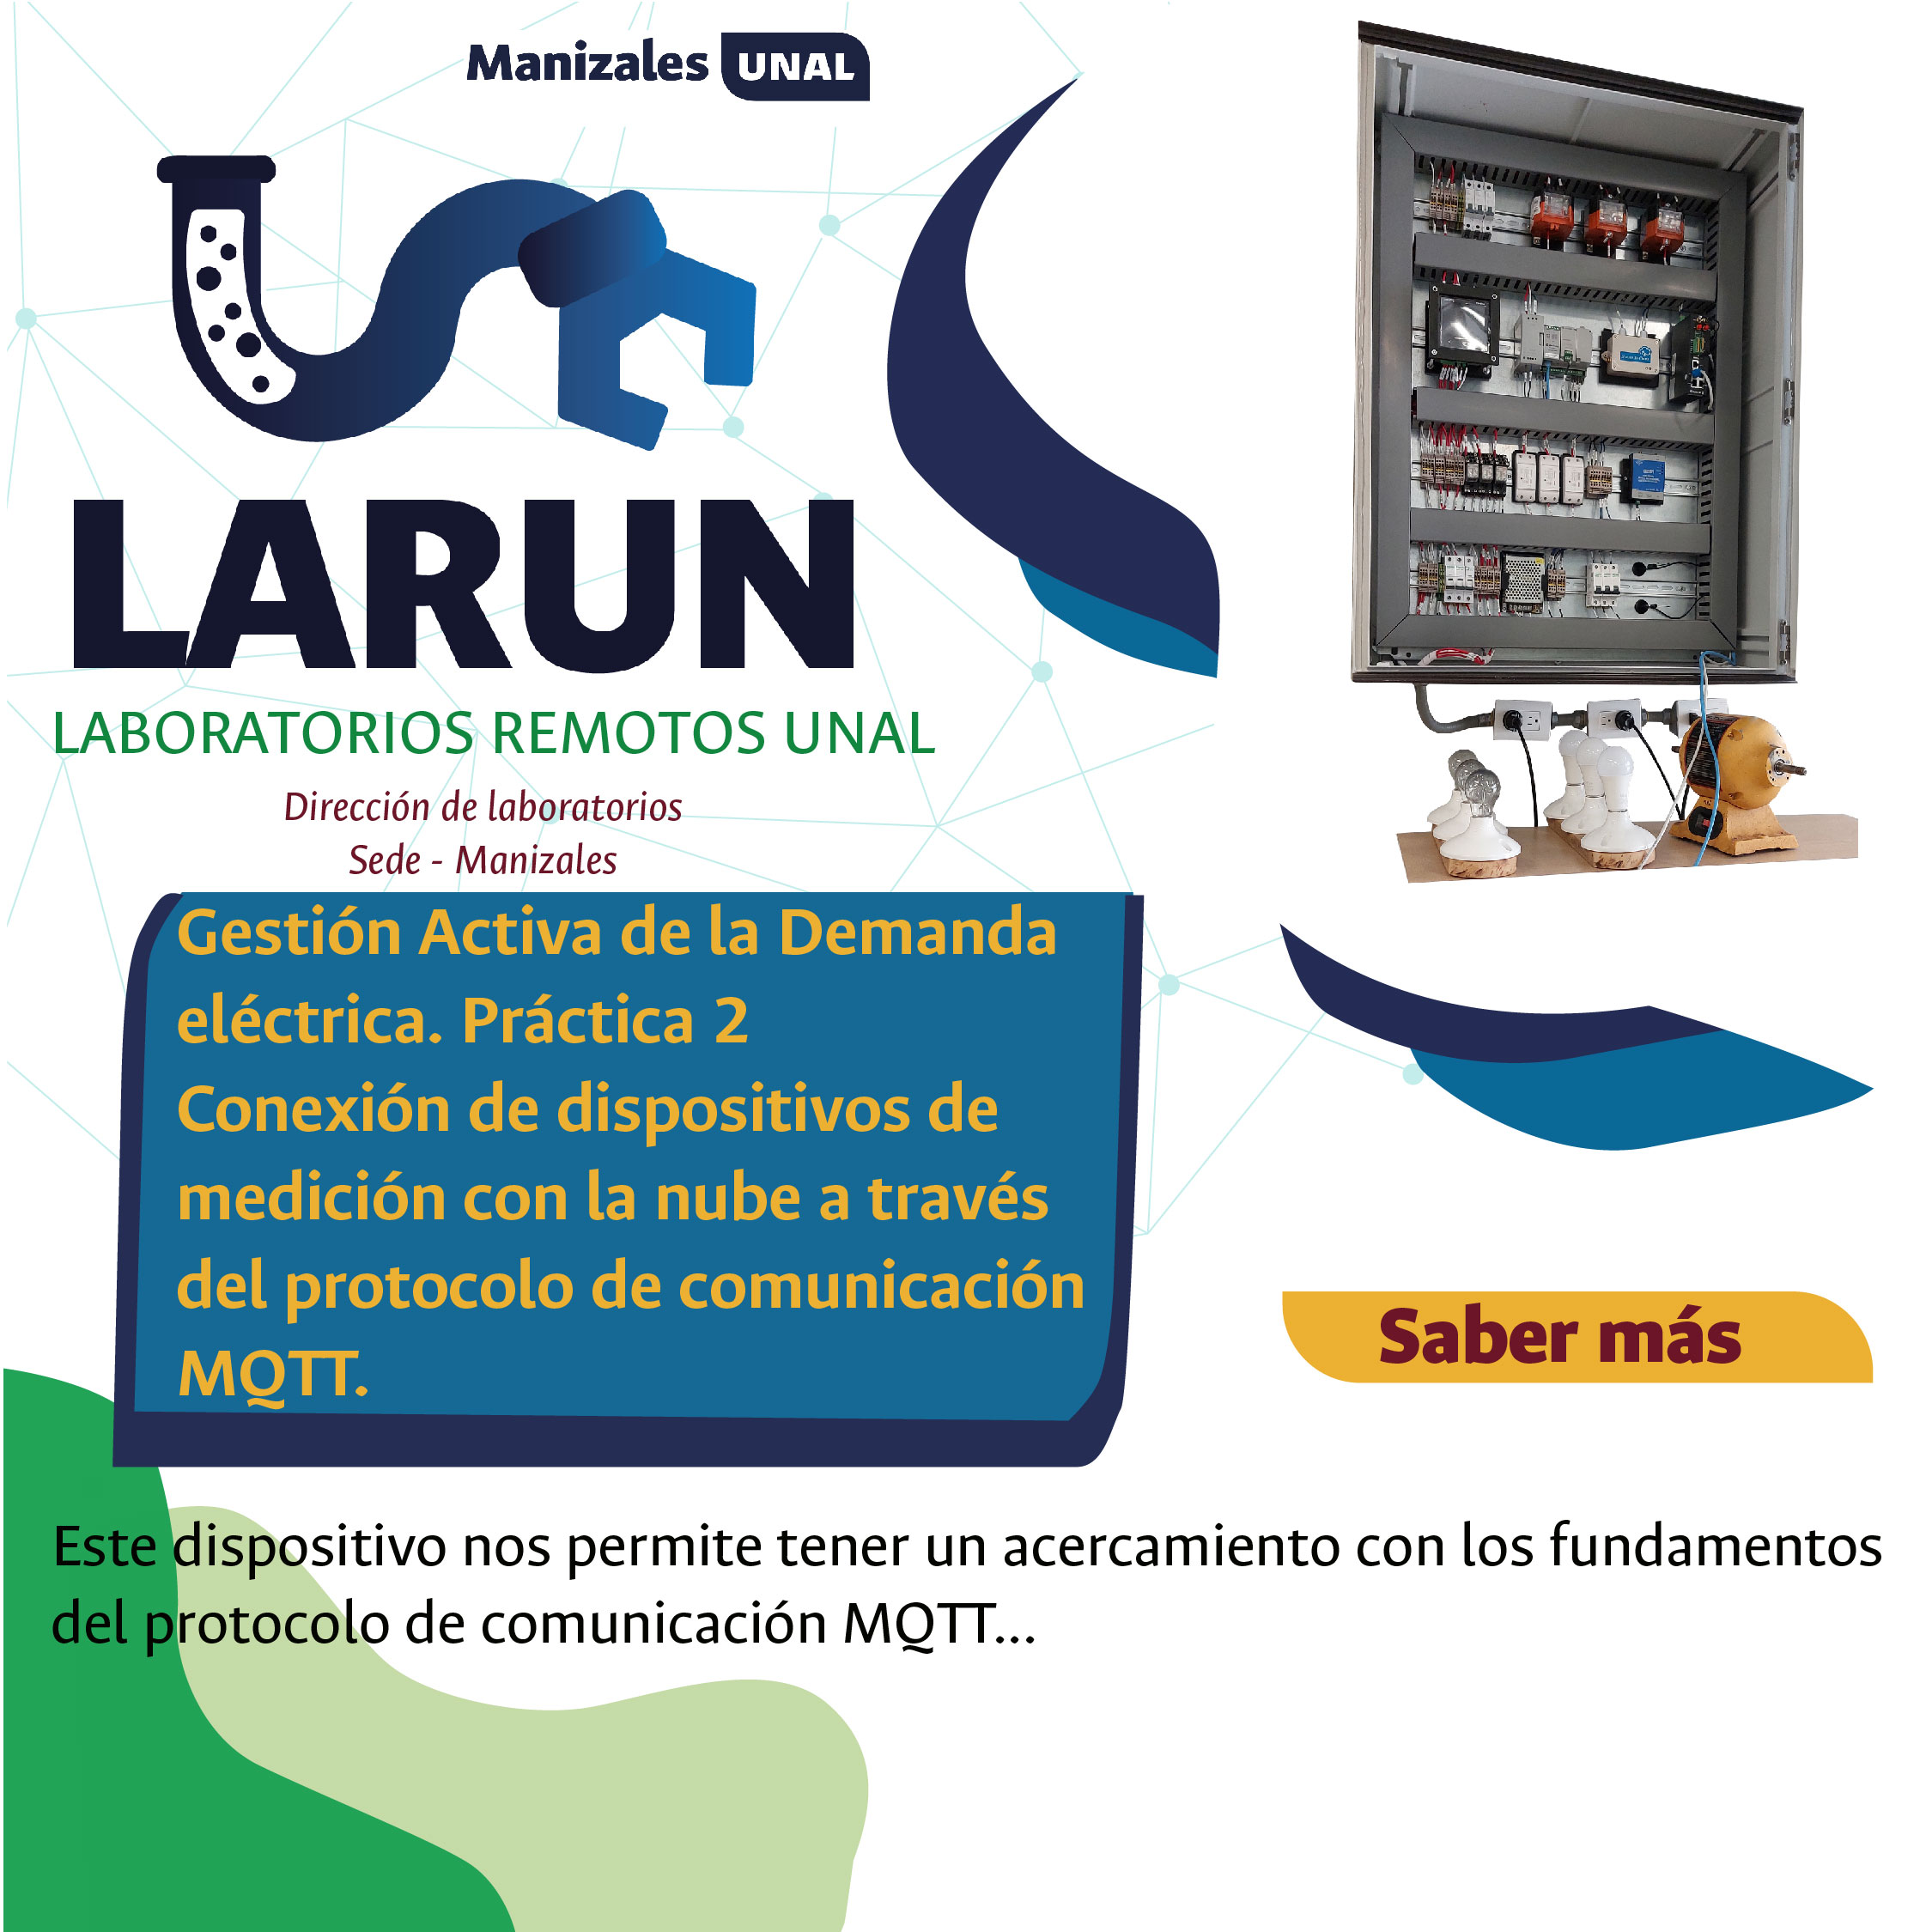 Manizales UNAL
LARUN
LABORATORIOS REMOTOS UNAL
Dirección de laboratorios
Sede - Manizales
Gestión Activa de la Demanda
eléctrica. Práctica 2
Conexión de dispositivos de
medición con la nube a través
del protocolo de comunicación
MQTT.
Saber más
Este dispositivo nos permite tener un acercamiento con los fundamentos
del protocolo de comunicación MQTT...